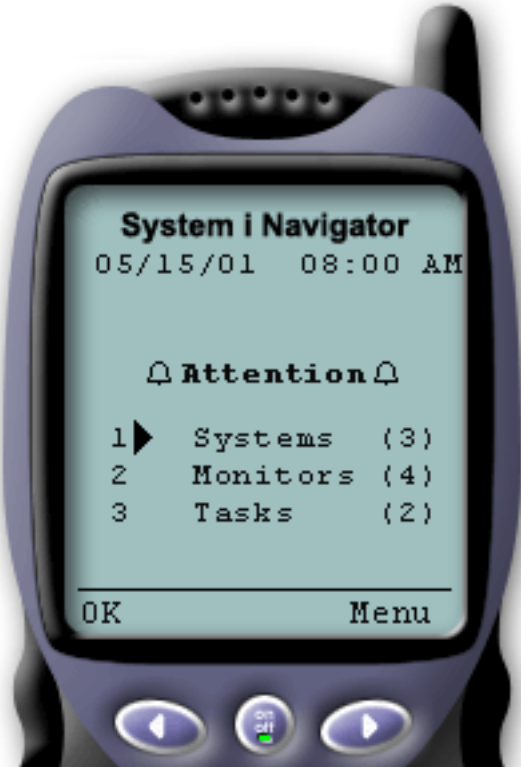 System i Navigator
05/15/01 08:00 AM
Attention
1 Systems (3)
2 Monitors (4)
3 Tasks (2)
OK Menu
on
off